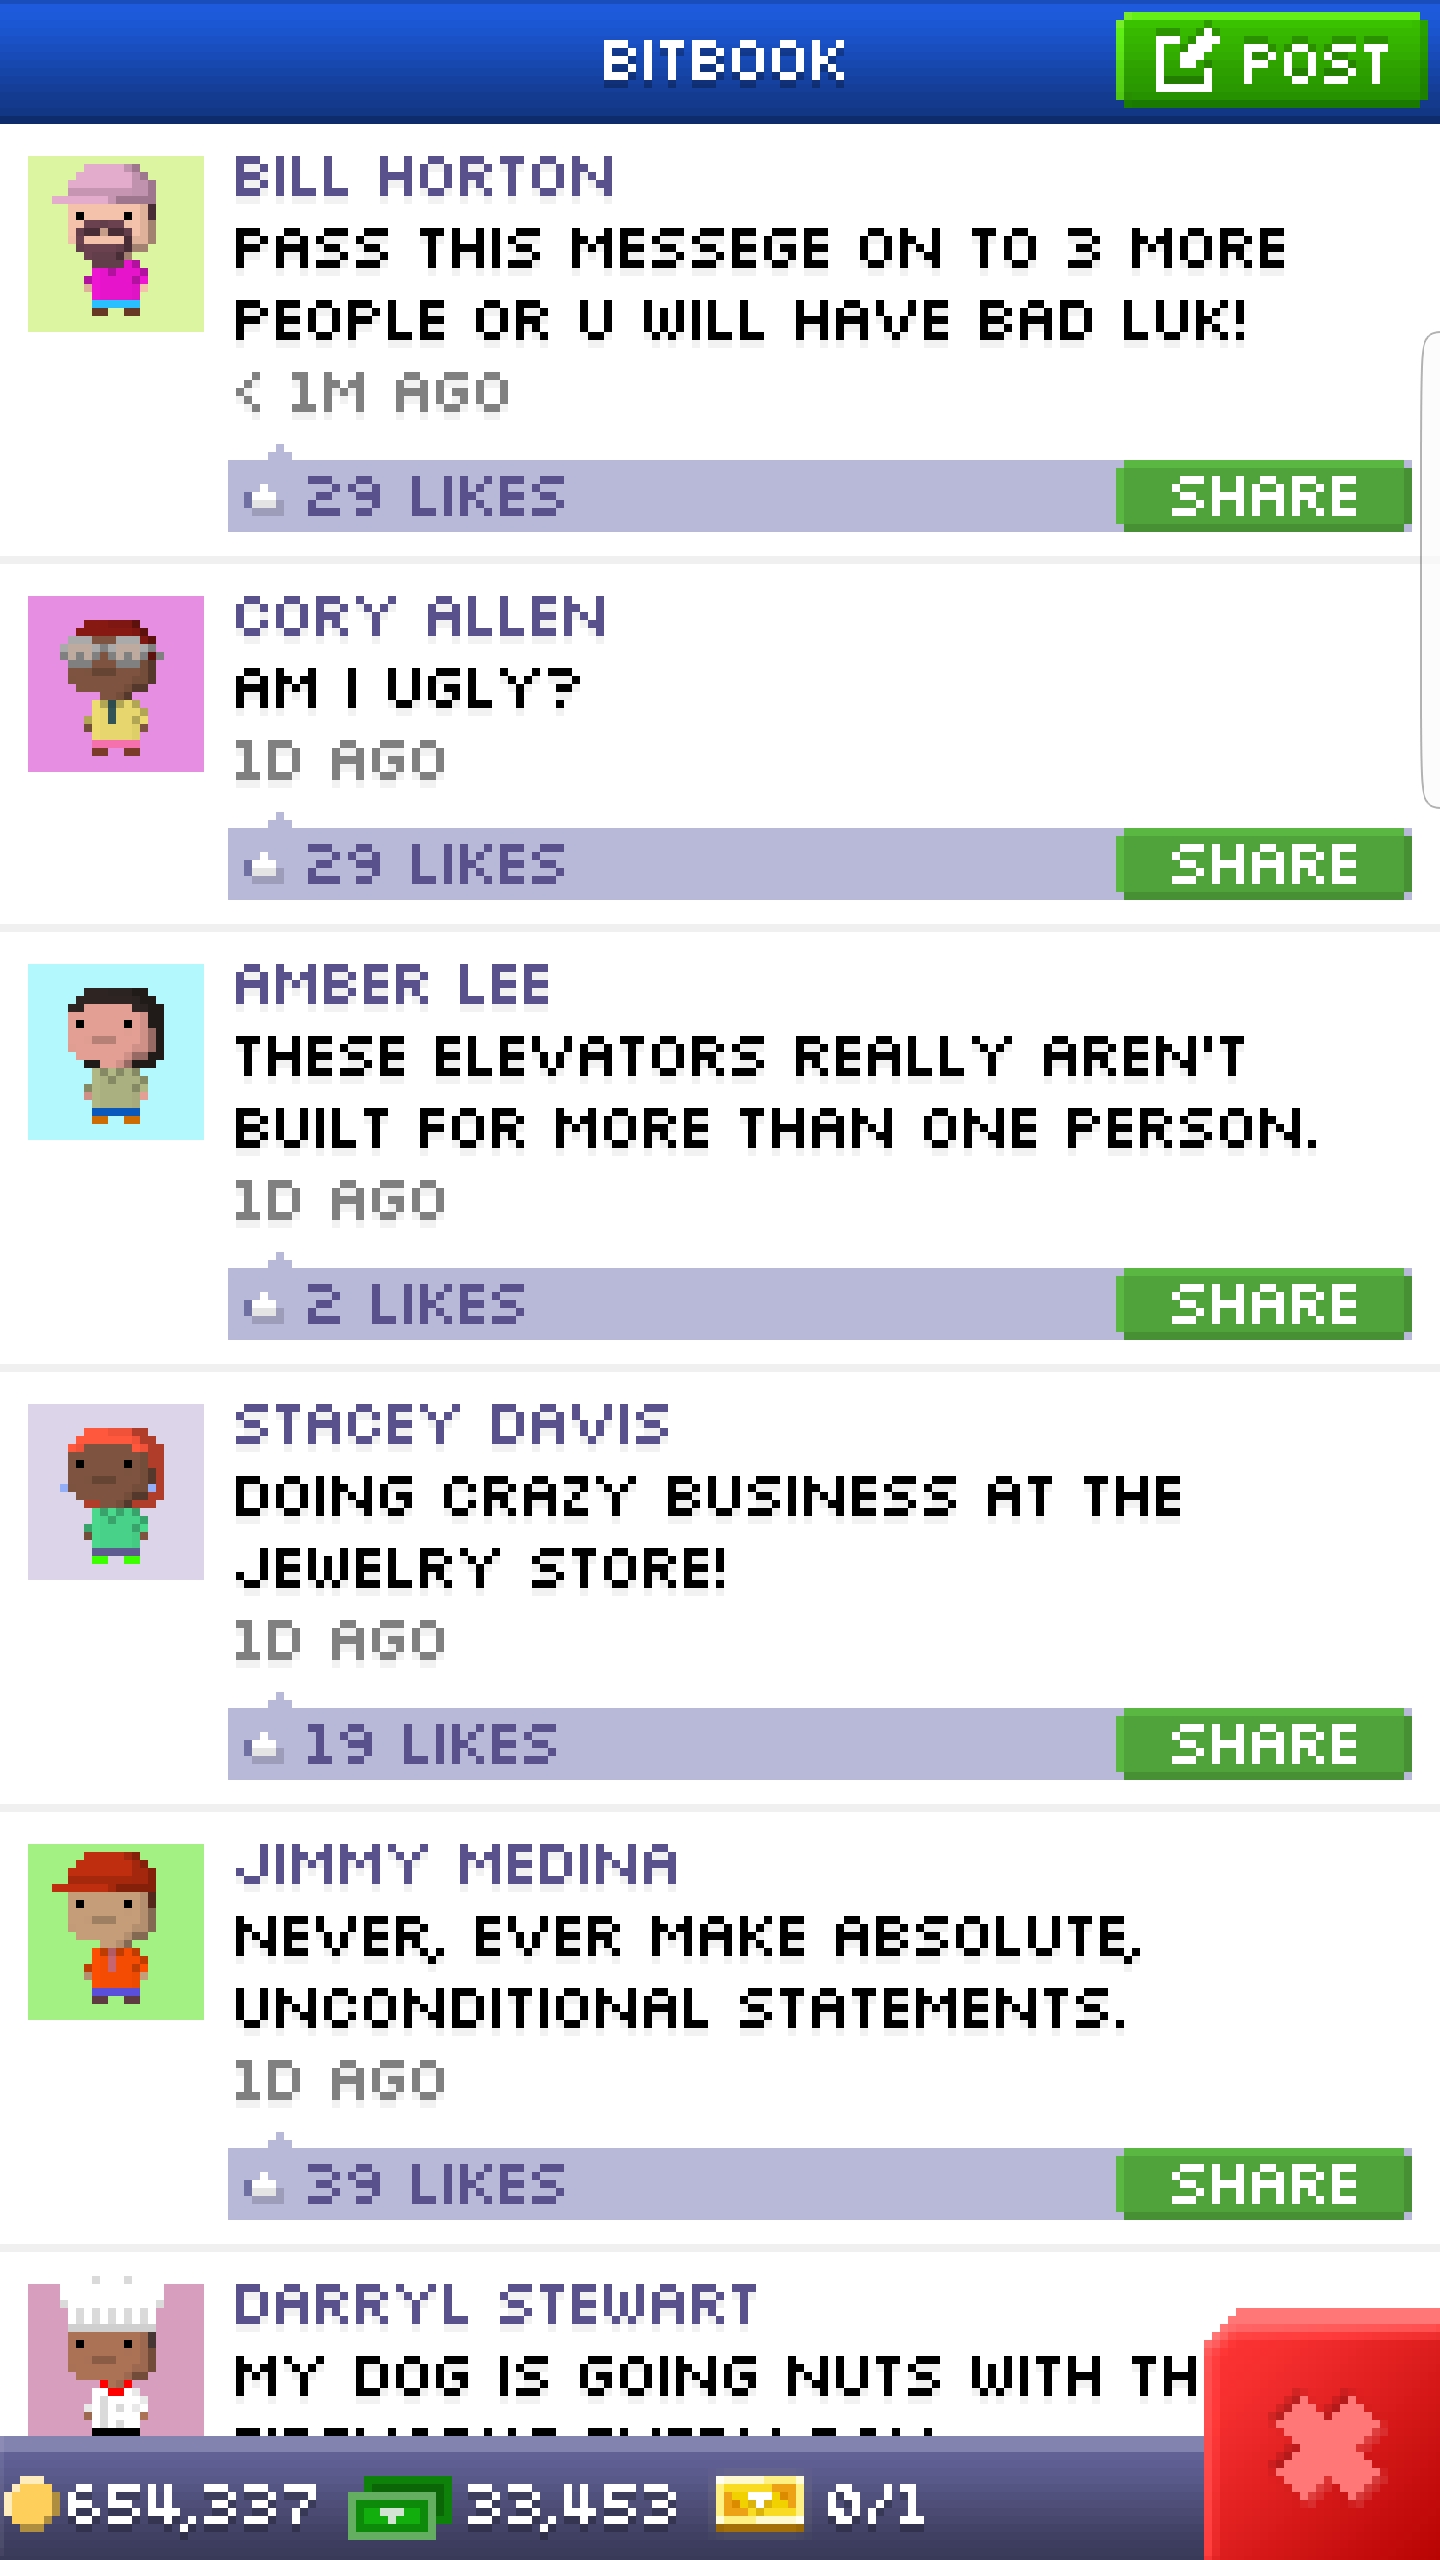 BITBOOK
POST
BILL HORTON
PASS THIS MESSEGE ON TO 3 MORE
PEOPLE OR U WILL HAVE BAD LUK!
< 1M AGO
29 LIKES
SHARE
CORY ALLEN
AM I UGLY?
1D AGO
29 LIKES
SHARE
AMBER LEE
THESE ELEVATORS REALLY AREN'T
BUILT FOR MORE THAN ONE PERSON.
1D AGO
2 LIKES
SHARE
STACEY DAVIS
DOING CRAZY BUSINESS AT THE
JEWELRY STORE!
1D AGO
19 LIKES
SHARE
JIMMY MEDINA
NEVER, EVER MAKE ABSOLUTE,
UNCONDITIONAL STATEMENTS.
1D AGO
39 LIKES
SHARE
DARRYL STEWART
MY DOG IS GOING NUTS WITH
654,337
33,453
0/1